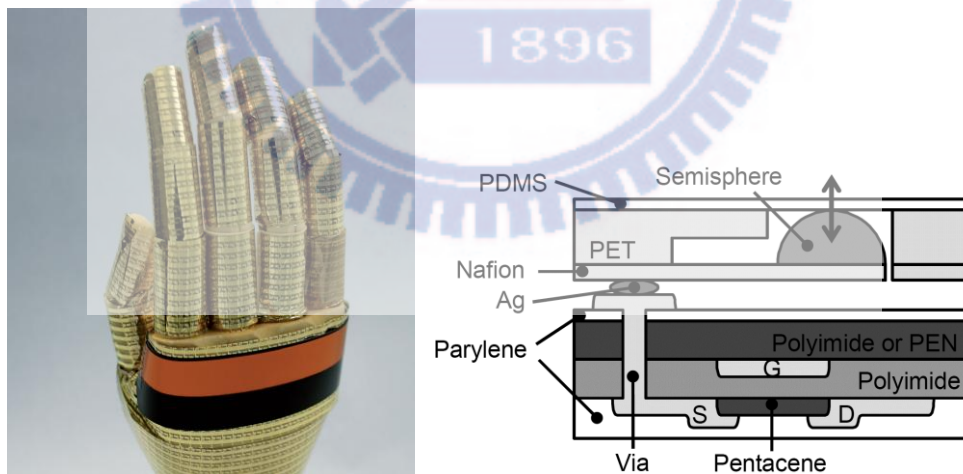 1896
PDMS
Semisphere
PET
Nafion
Ag
Parylene
Polyimide or PEN
G
Polyimide
S
D
Via
Pentacene